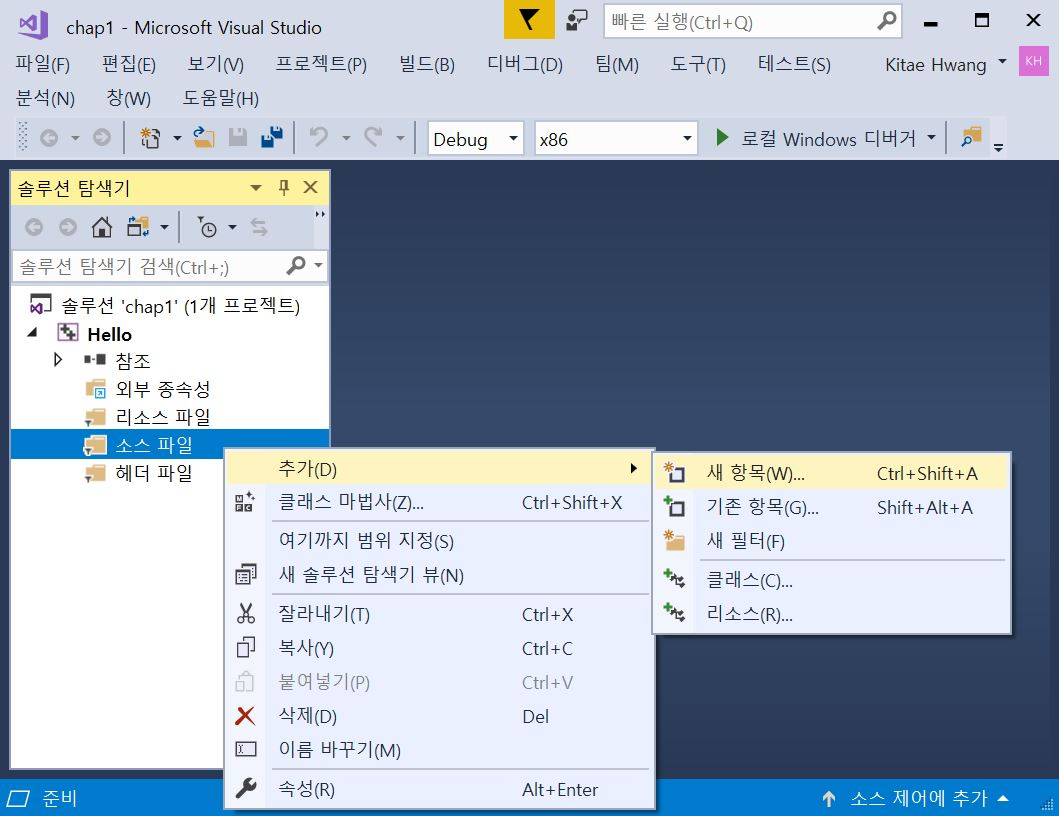 chap1 - Microsoft Visual Studio
빠른 실행(Ctrl+Q)
파일(F) 편집(E) 보기(V) 프로젝트(P) 빌드(B) 디버그(D) 팀(M) 도구(T) 테스트(S) Kitae Hwang KH
분석(N) 창(W) 도움말(H)
Debug x86 로컬 Windows 디버거
솔루션 탐색기
솔루션 탐색기 검색(Ctrl+;)
솔루션 'chap1' (1개 프로젝트)
Hello
참조
외부 종속성
리소스 파일
소스 파일
헤더 파일
추가(D)
클래스 마법사(Z)... Ctrl+Shift+X
여기까지 범위 지정(S)
새 솔루션 탐색기 뷰(N)
잘라내기(T) Ctrl+X
복사(Y) Ctrl+C
붙여넣기(P) Ctrl+V
삭제(D) Del
이름 바꾸기(M)
속성(R) Alt+Enter
새 항목(W)... Ctrl+Shift+A
기존 항목(G)... Shift+Alt+A
새 필터(F)
클래스(C)...
리소스(R)...
준비
소스 제어에 추가